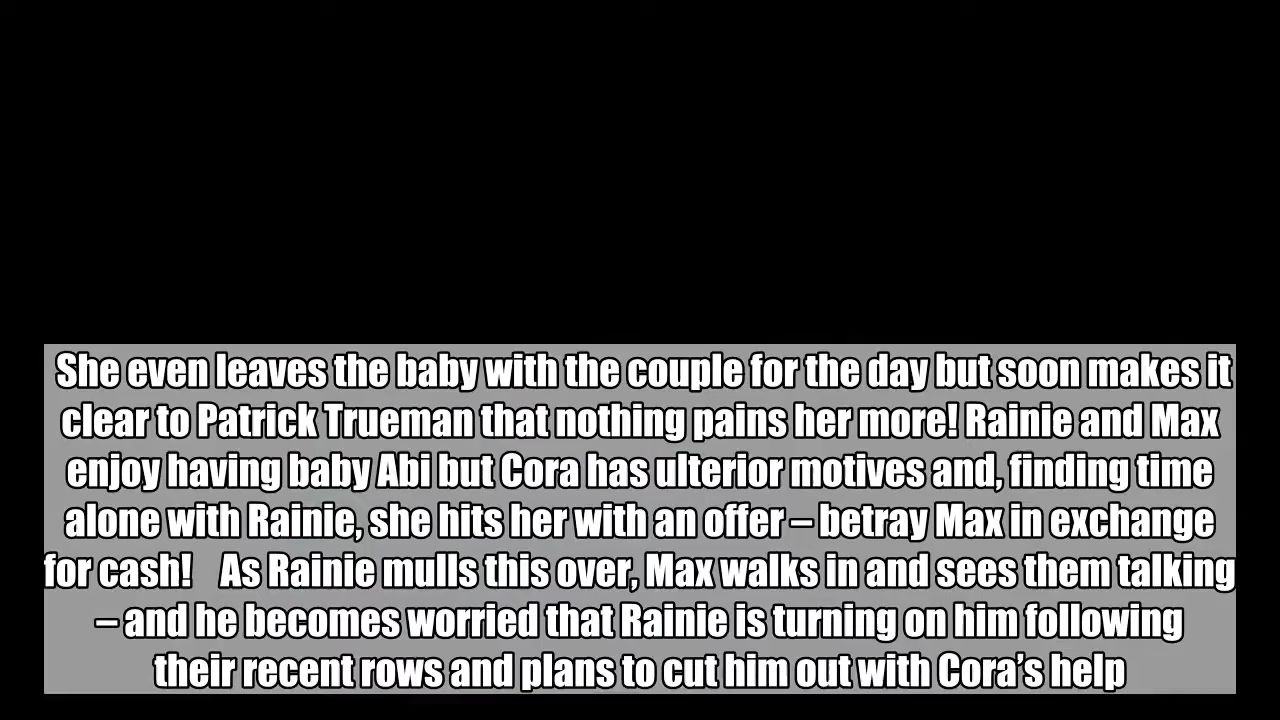 She even leaves the baby with the couple for the day but soon makes it
clear to Patrick Trueman that nothing pains her more! Rainie and Max
enjoy having baby Abi but Cora has ulterior motives and, finding time
alone with Rainie, she hits her with an offer – betray Max in exchange
for cash!    As Rainie mulls this over, Max walks in and sees them talking
– and he becomes worried that Rainie is turning on him following
their recent rows and plans to cut him out with Cora’s help